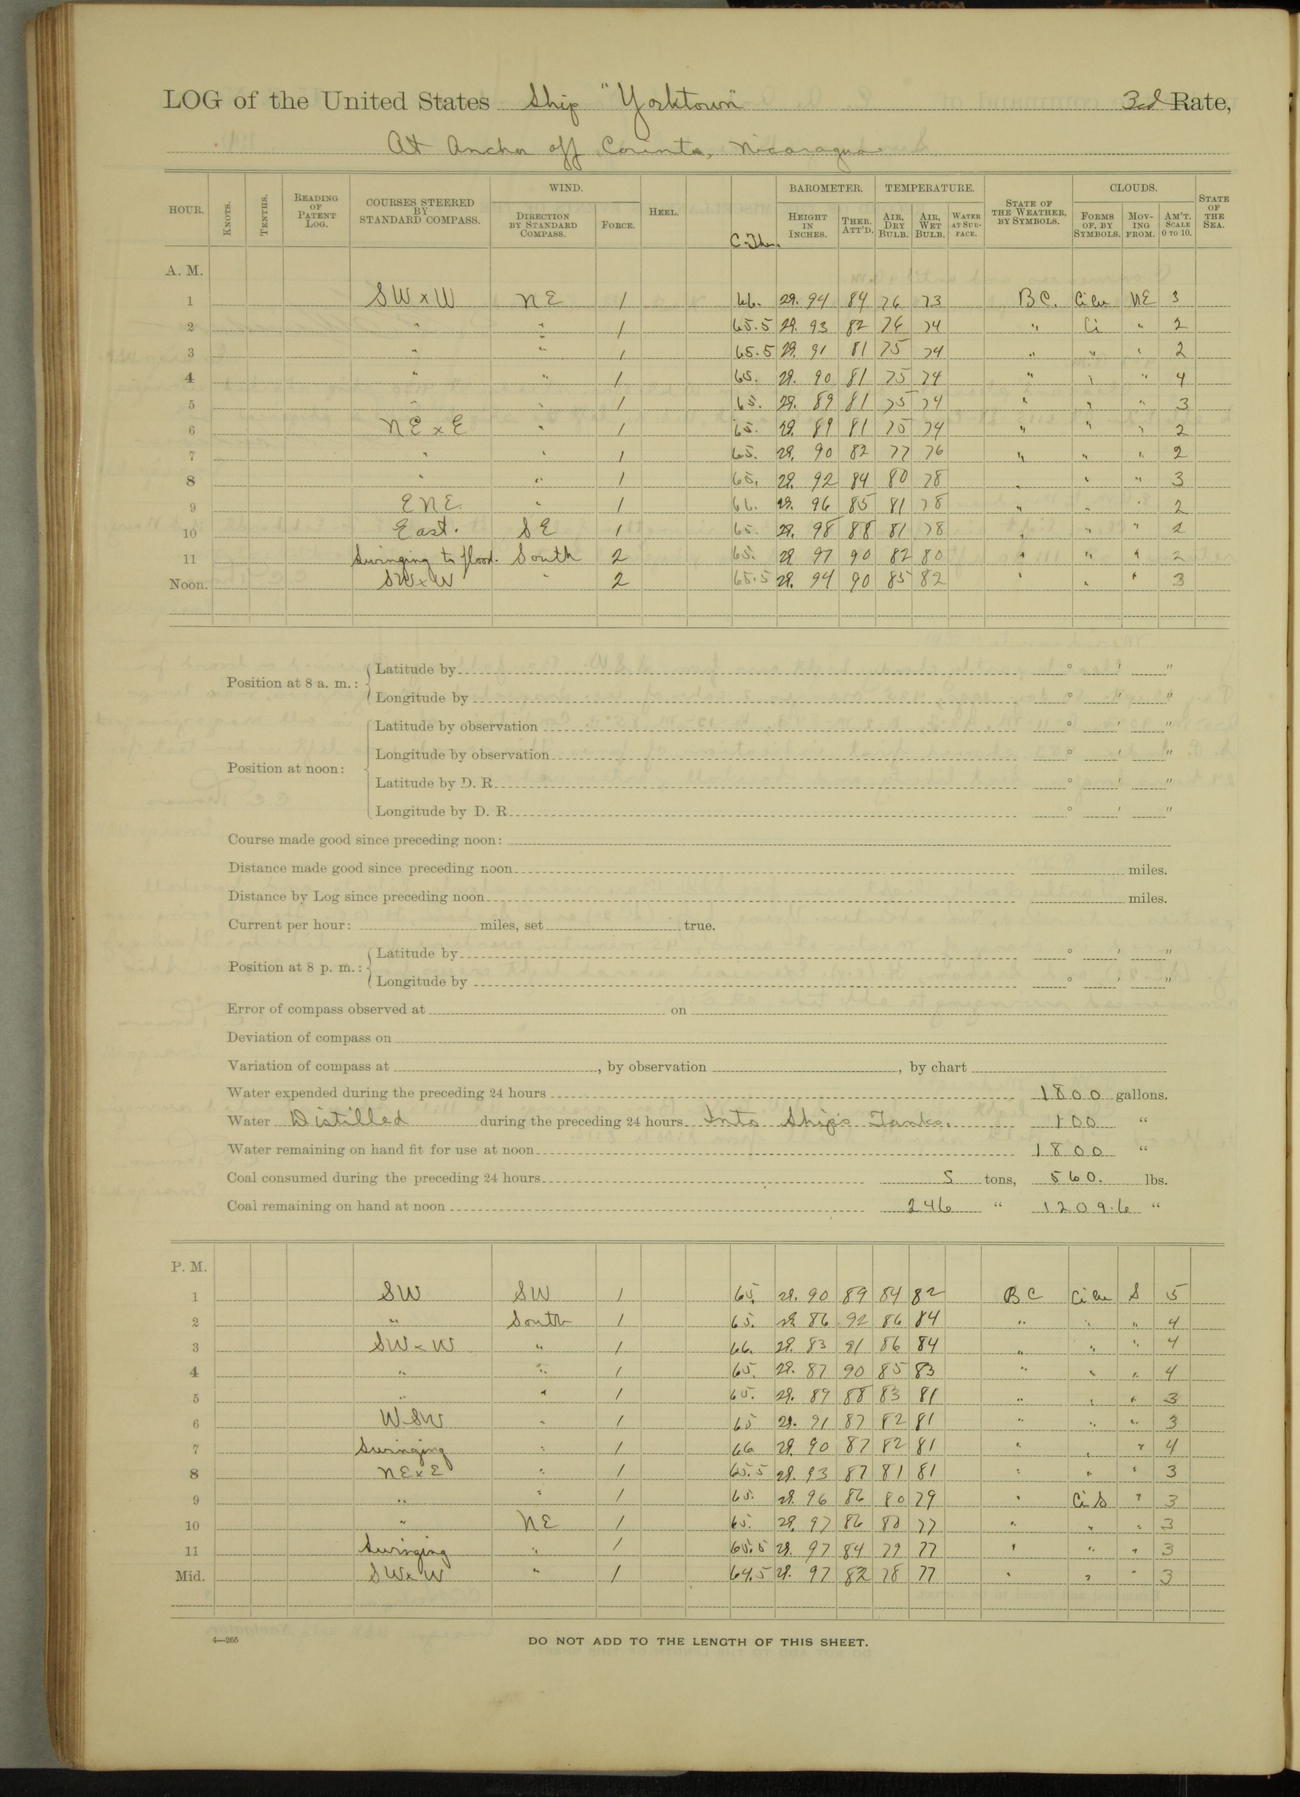 LOG of the United States Ship "Yorktown" 3rd Rate,
At Anchor off Corinto, Nicaragua
HOUR. KNOTS. TENTHS. READING OF PATENT LOG. COURSES STEERED BY STANDARD COMPASS. WIND. DIRECTION BY STANDARD COMPASS. FORCE. HEEL. C. Ther. BAROMETER. HEIGHT IN INCHES. THER. ATT'D. TEMPERATURE. AIR, DRY BULB. AIR, WET BULB. WATER AT SURFACE. STATE OF THE WEATHER, BY SYMBOLS. CLOUDS. FORMS OF, BY SYMBOLS. MOVING FROM. AM'T. SCALE 0 TO 10. STATE OF THE SEA.
A. M.
1 SW x W NE 1 66. 29. 94 84 76 73 BC. Ci cu NE 3
2 " " 1 65.5 29. 93 82 76 74 " Ci " 2
3 " " 1 65.5 29. 91 81 75 74 " " " 2
4 " " 1 65. 29. 90 81 75 74 " " " 4
5 " " 1 65. 29. 89 81 75 74 " " " 3
6 NE x E " 1 65. 29. 89 81 75 74 " " " 2
7 " " 1 65. 29. 90 82 77 76 " " " 2
8 " " 1 65. 29. 92 84 80 78 " " " 3
9 ENE " 1 66. 29. 96 85 81 78 " " " 2
10 East. SE 1 65. 29. 98 88 81 78 " " " 2
11 Swinging to flood. South 2 65. 29 97 90 82 80 " " " 2
Noon. SW x W " 2 65.5 29. 94 90 85 82 " " " 3
Position at 8 a. m.: Latitude by ° ' "
Longitude by ° ' "
Position at noon: Latitude by observation ° ' "
Longitude by observation ° ' "
Latitude by D. R. ° ' "
Longitude by D. R. ° ' "
Course made good since preceding noon:
Distance made good since preceding noon miles.
Distance by Log since preceding noon miles.
Current per hour: miles, set true.
Position at 8 p. m.: Latitude by ° ' "
Longitude by ° ' "
Error of compass observed at on
Deviation of compass on
Variation of compass at , by observation , by chart
Water expended during the preceding 24 hours 1800 gallons.
Water Distilled during the preceding 24 hours Into Ship's Tanks. 100 "
Water remaining on hand fit for use at noon 1800 "
Coal consumed during the preceding 24 hours 5 tons, 560. lbs.
Coal remaining on hand at noon 246 " 1209.6 "
P. M.
1 SW SW 1 65. 29. 90 89 84 82 BC Ci cu S 5
2 " South 1 65. 29 86 92 86 84 " " " 4
3 SW x W " 1 66. 29. 83 91 86 84 " " " 4
4 " " 1 65. 29. 87 90 85 83 " " " 4
5 " " 1 65. 29. 89 88 83 81 " " " 3
6 WSW " 1 65 29. 91 87 82 81 " " " 3
7 Swinging " 1 66 29. 90 87 82 81 " " " 4
8 NE x E " 1 65.5 29. 93 87 81 81 " " " 3
9 " " 1 65. 29. 96 86 80 79 " Ci S " 3
10 " NE 1 65. 29. 97 86 80 77 " " " 3
11 Swinging " 1 65.5 29. 97 84 79 77 " " " 3
Mid. SW x W " 1 64.5 29. 97 82 78 77 " " " 3
4—265
DO NOT ADD TO THE LENGTH OF THIS SHEET.